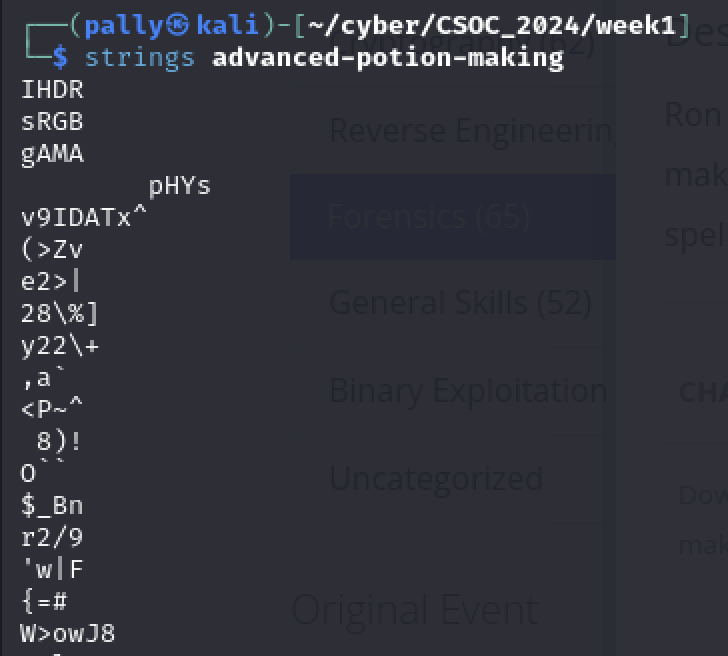 ┌──(pally㉿kali)-[~/cyber/CSOC_2024/week1]
└─$ strings advanced-potion-making
IHDR
sRGB
gAMA
pHYs
v9IDATx^
(>Zv
e2>|
28\%]
y22\+
,a`
<P~^
 8)!
O``
$_Bn
r2/9
'w|F
{=#
W>owJ8
(62)
Reverse Engineerin
Forensics (65)
General Skills (52)
Binary Exploitation
Uncategorized
Original Event
Des
Ron
mak
spel
CHA
Dow
mak